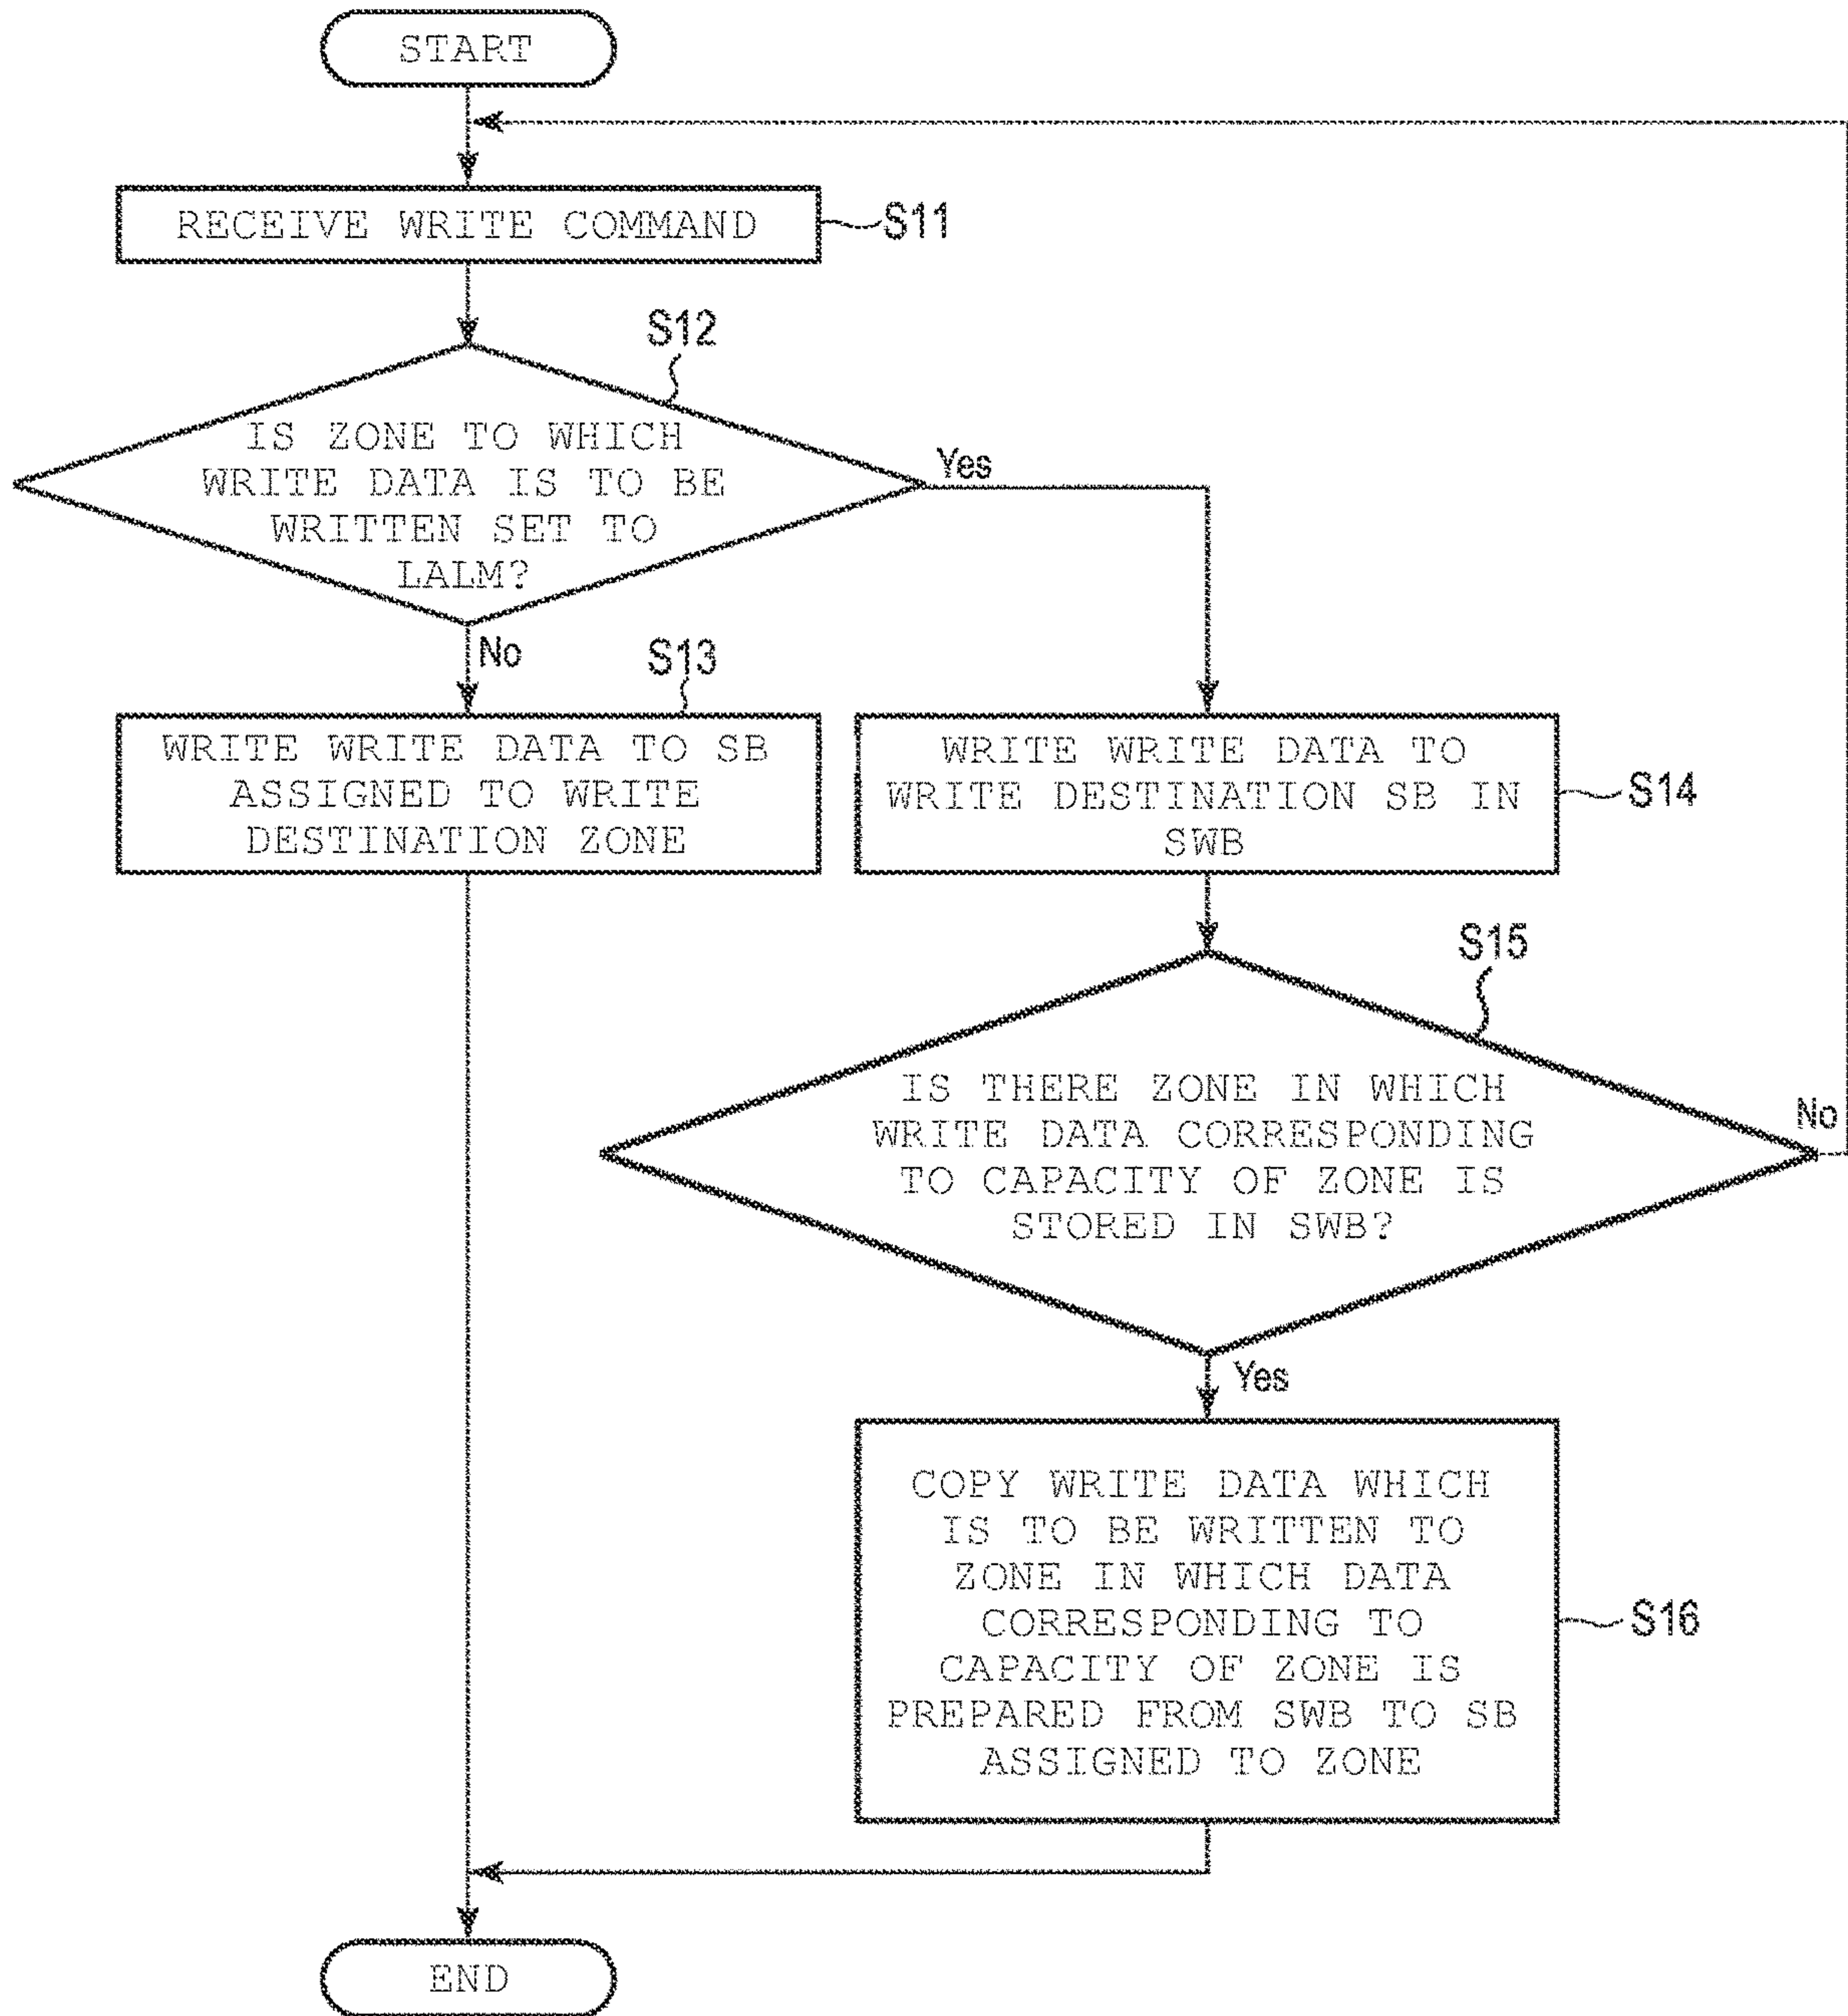 START
RECEIVE WRITE COMMAND
S11
S12
IS ZONE TO WHICH
WRITE DATA IS TO BE
WRITTEN SET TO
LALM?
Yes
No
S13
WRITE WRITE DATA TO SB
ASSIGNED TO WRITE
DESTINATION ZONE
WRITE WRITE DATA TO
WRITE DESTINATION SB IN
SWB
S14
S15
IS THERE ZONE IN WHICH
WRITE DATA CORRESPONDING
TO CAPACITY OF ZONE IS
STORED IN SWB?
No
Yes
COPY WRITE DATA WHICH
IS TO BE WRITTEN TO
ZONE IN WHICH DATA
CORRESPONDING TO
CAPACITY OF ZONE IS
PREPARED FROM SWB TO SB
ASSIGNED TO ZONE
S16
END